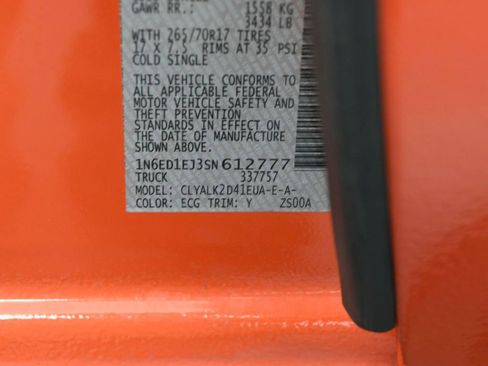 GAWR RR.: 1558 KG
3434 LB
WITH 265/70R17 TIRES
17 X 7.5 RIMS AT 35 PSI
COLD SINGLE
THIS VEHICLE CONFORMS TO
ALL APPLICABLE FEDERAL
MOTOR VEHICLE SAFETY AND
THEFT PREVENTION
STANDARDS IN EFFECT ON
THE DATE OF MANUFACTURE
SHOWN ABOVE.
1N6ED1EJ3SN612777
TRUCK 337757
MODEL: CLYALK2D41EUA-E-A-
COLOR: ECG TRIM: Y ZS00A